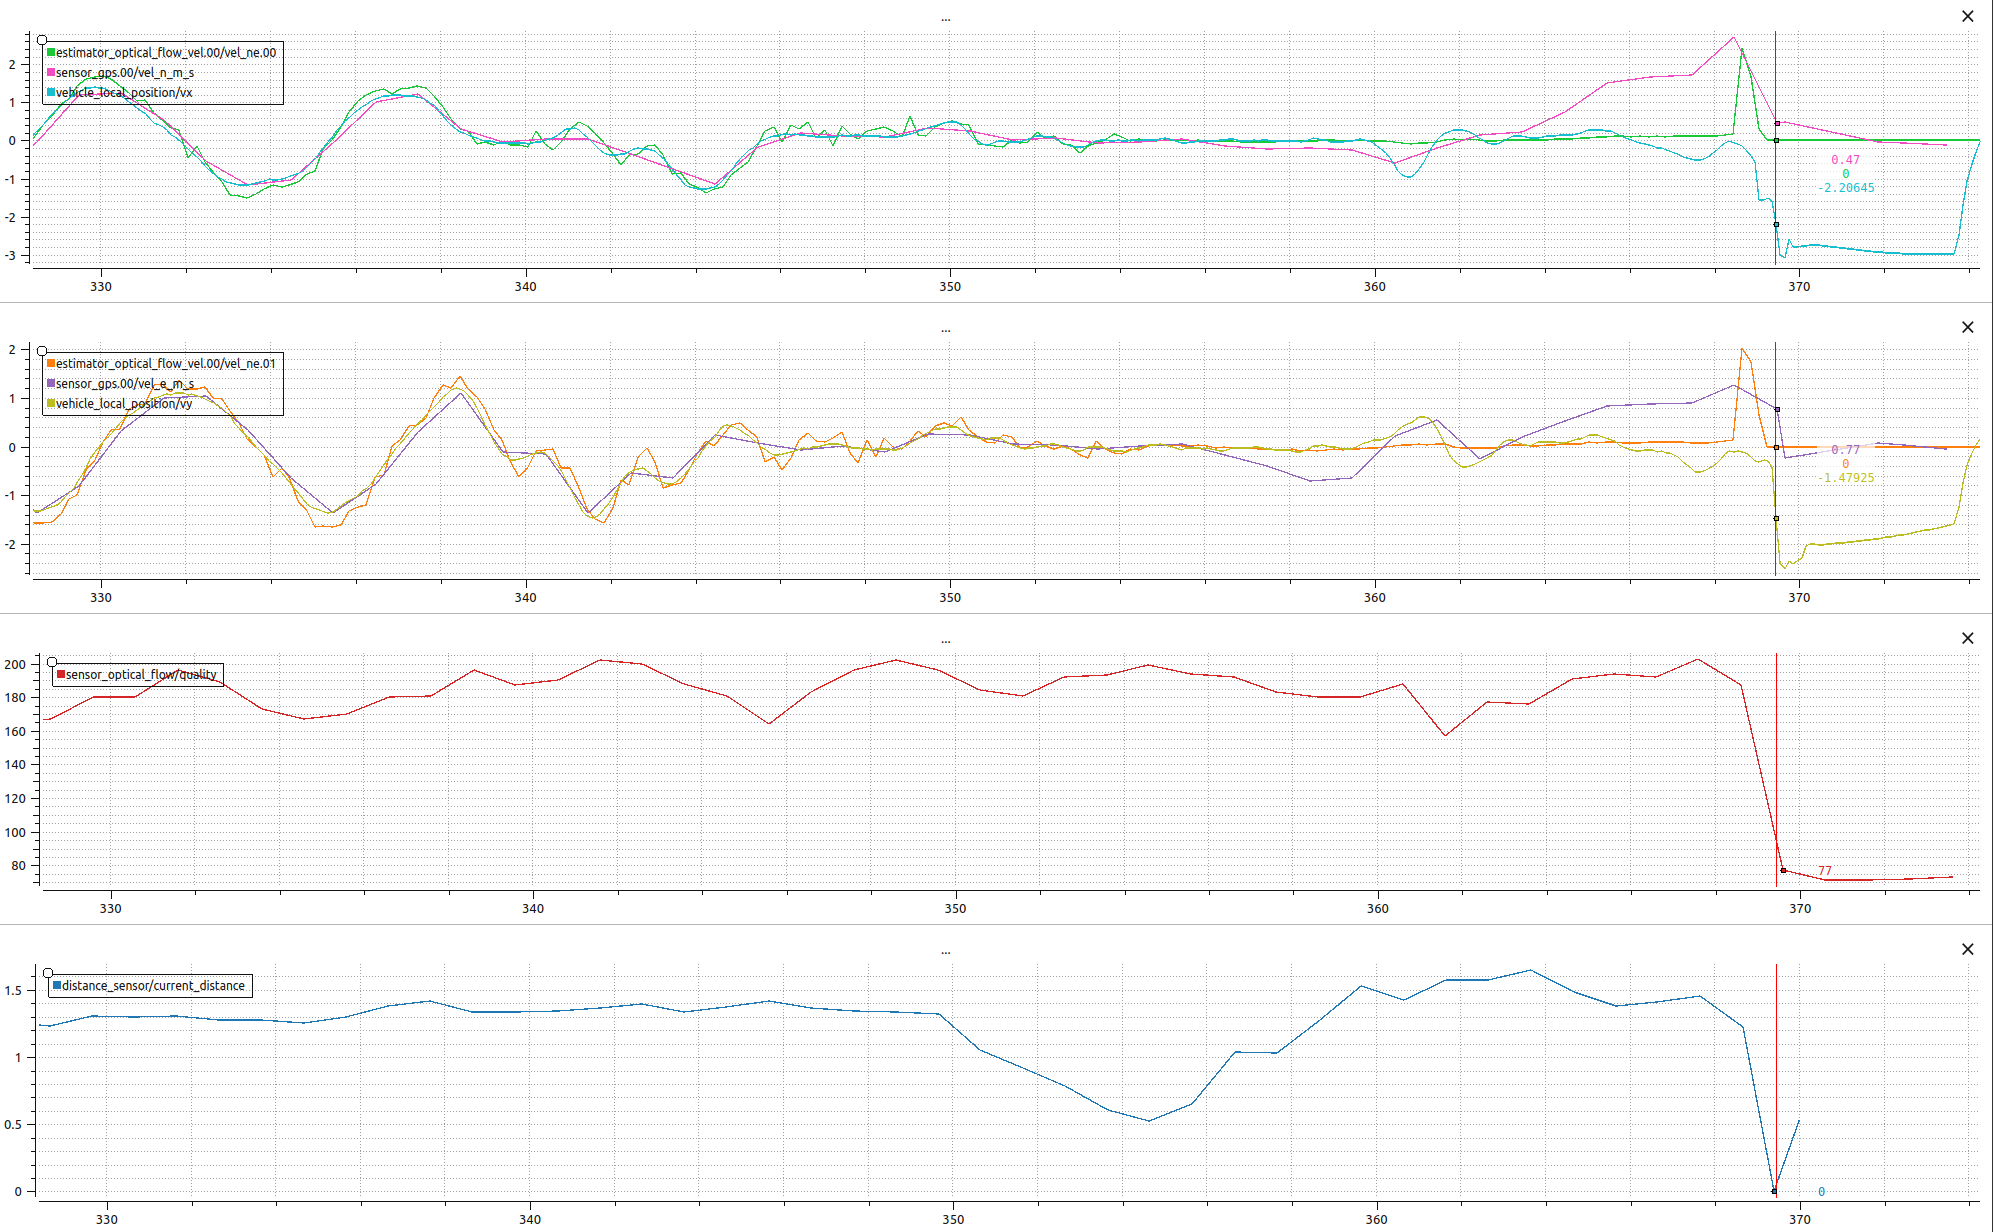 ...
estimator_optical_flow_vel.00/vel_ne.00
sensor_gps.00/vel_n_m_s
vehicle_local_position/vx
2
1
0
-1
-2
-3
0.47
0
-2.20645
330 340 350 360 370
...
estimator_optical_flow_vel.00/vel_ne.01
sensor_gps.00/vel_e_m_s
vehicle_local_position/vy
2
1
0
-1
-2
0.77
0
-1.47925
330 340 350 360 370
...
sensor_optical_flow/quality
200
180
160
140
120
100
80
77
330 340 350 360 370
...
distance_sensor/current_distance
1.5
1
0.5
0
0
330 340 350 360 370